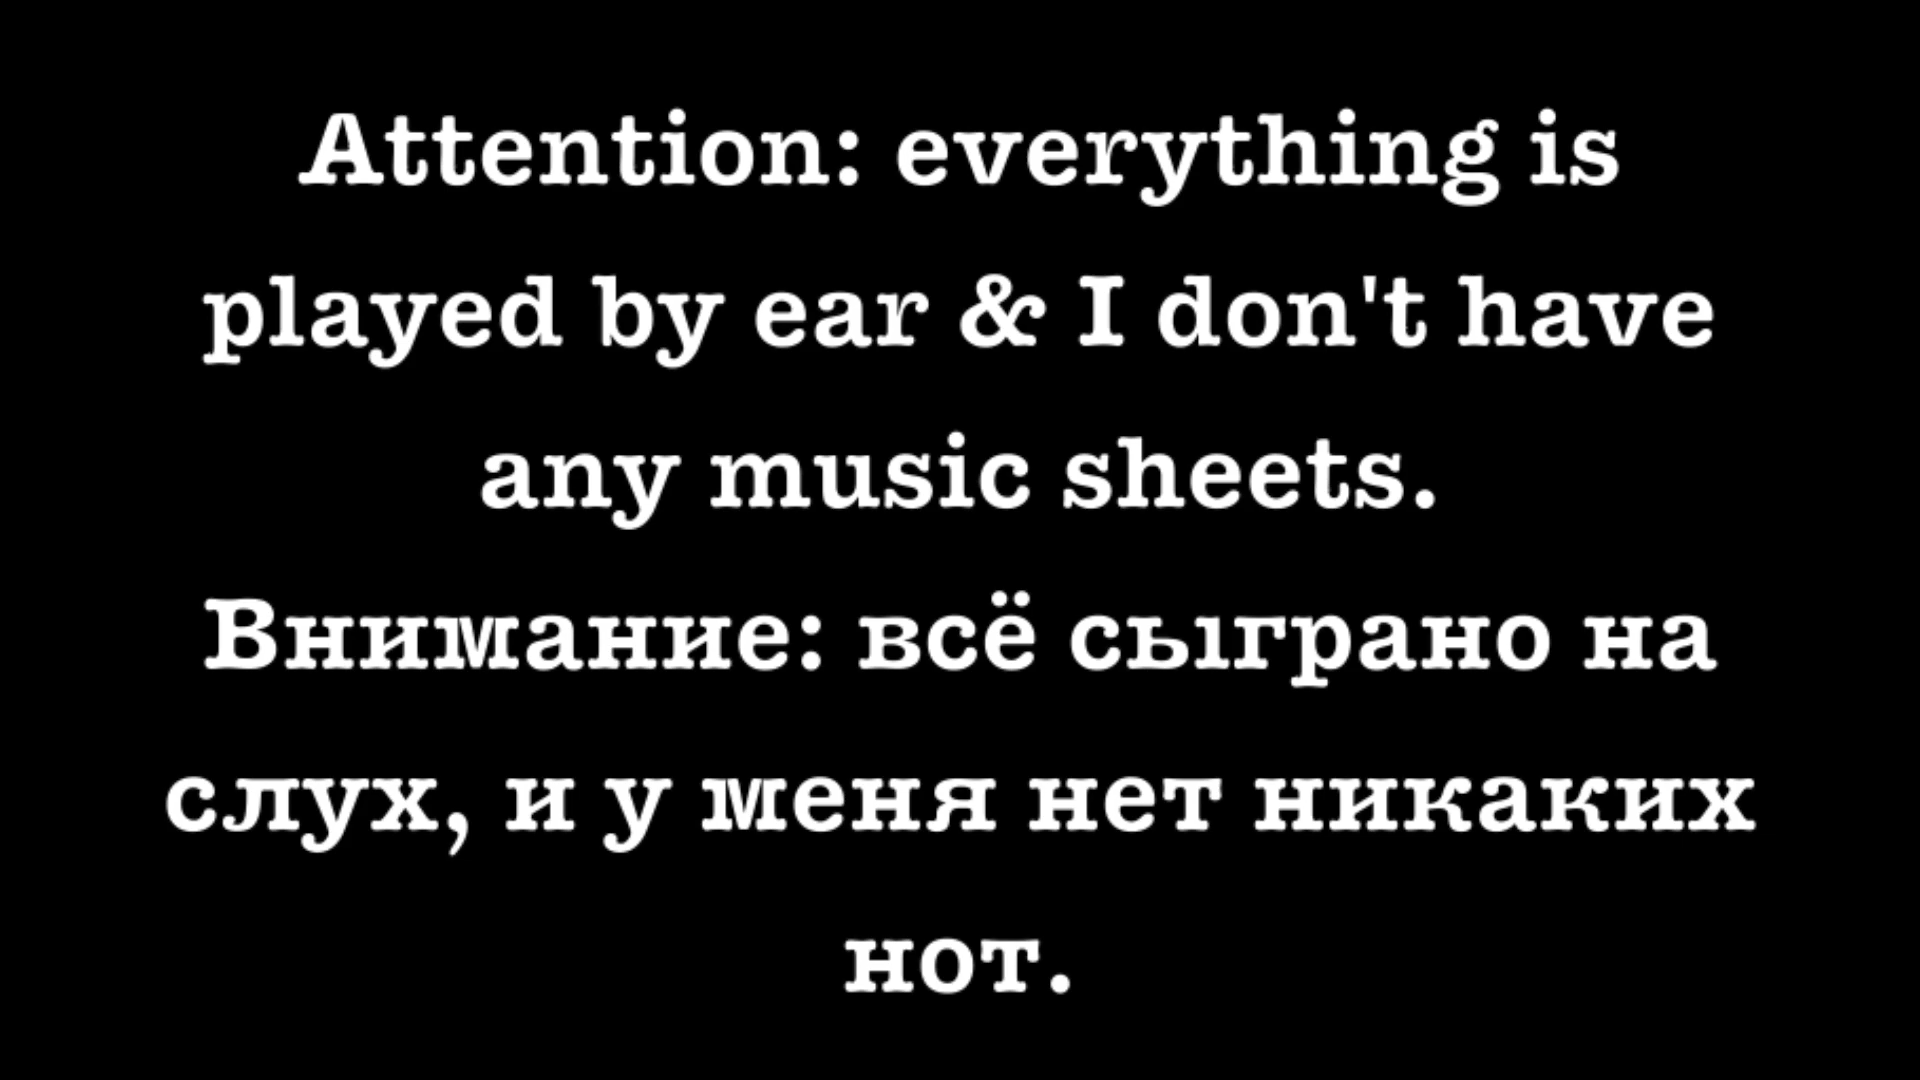 Attention: everything is
played by ear & I don't have
any music sheets.
Внимание: всё сыграно на
слух, и у меня нет никаких
нот.